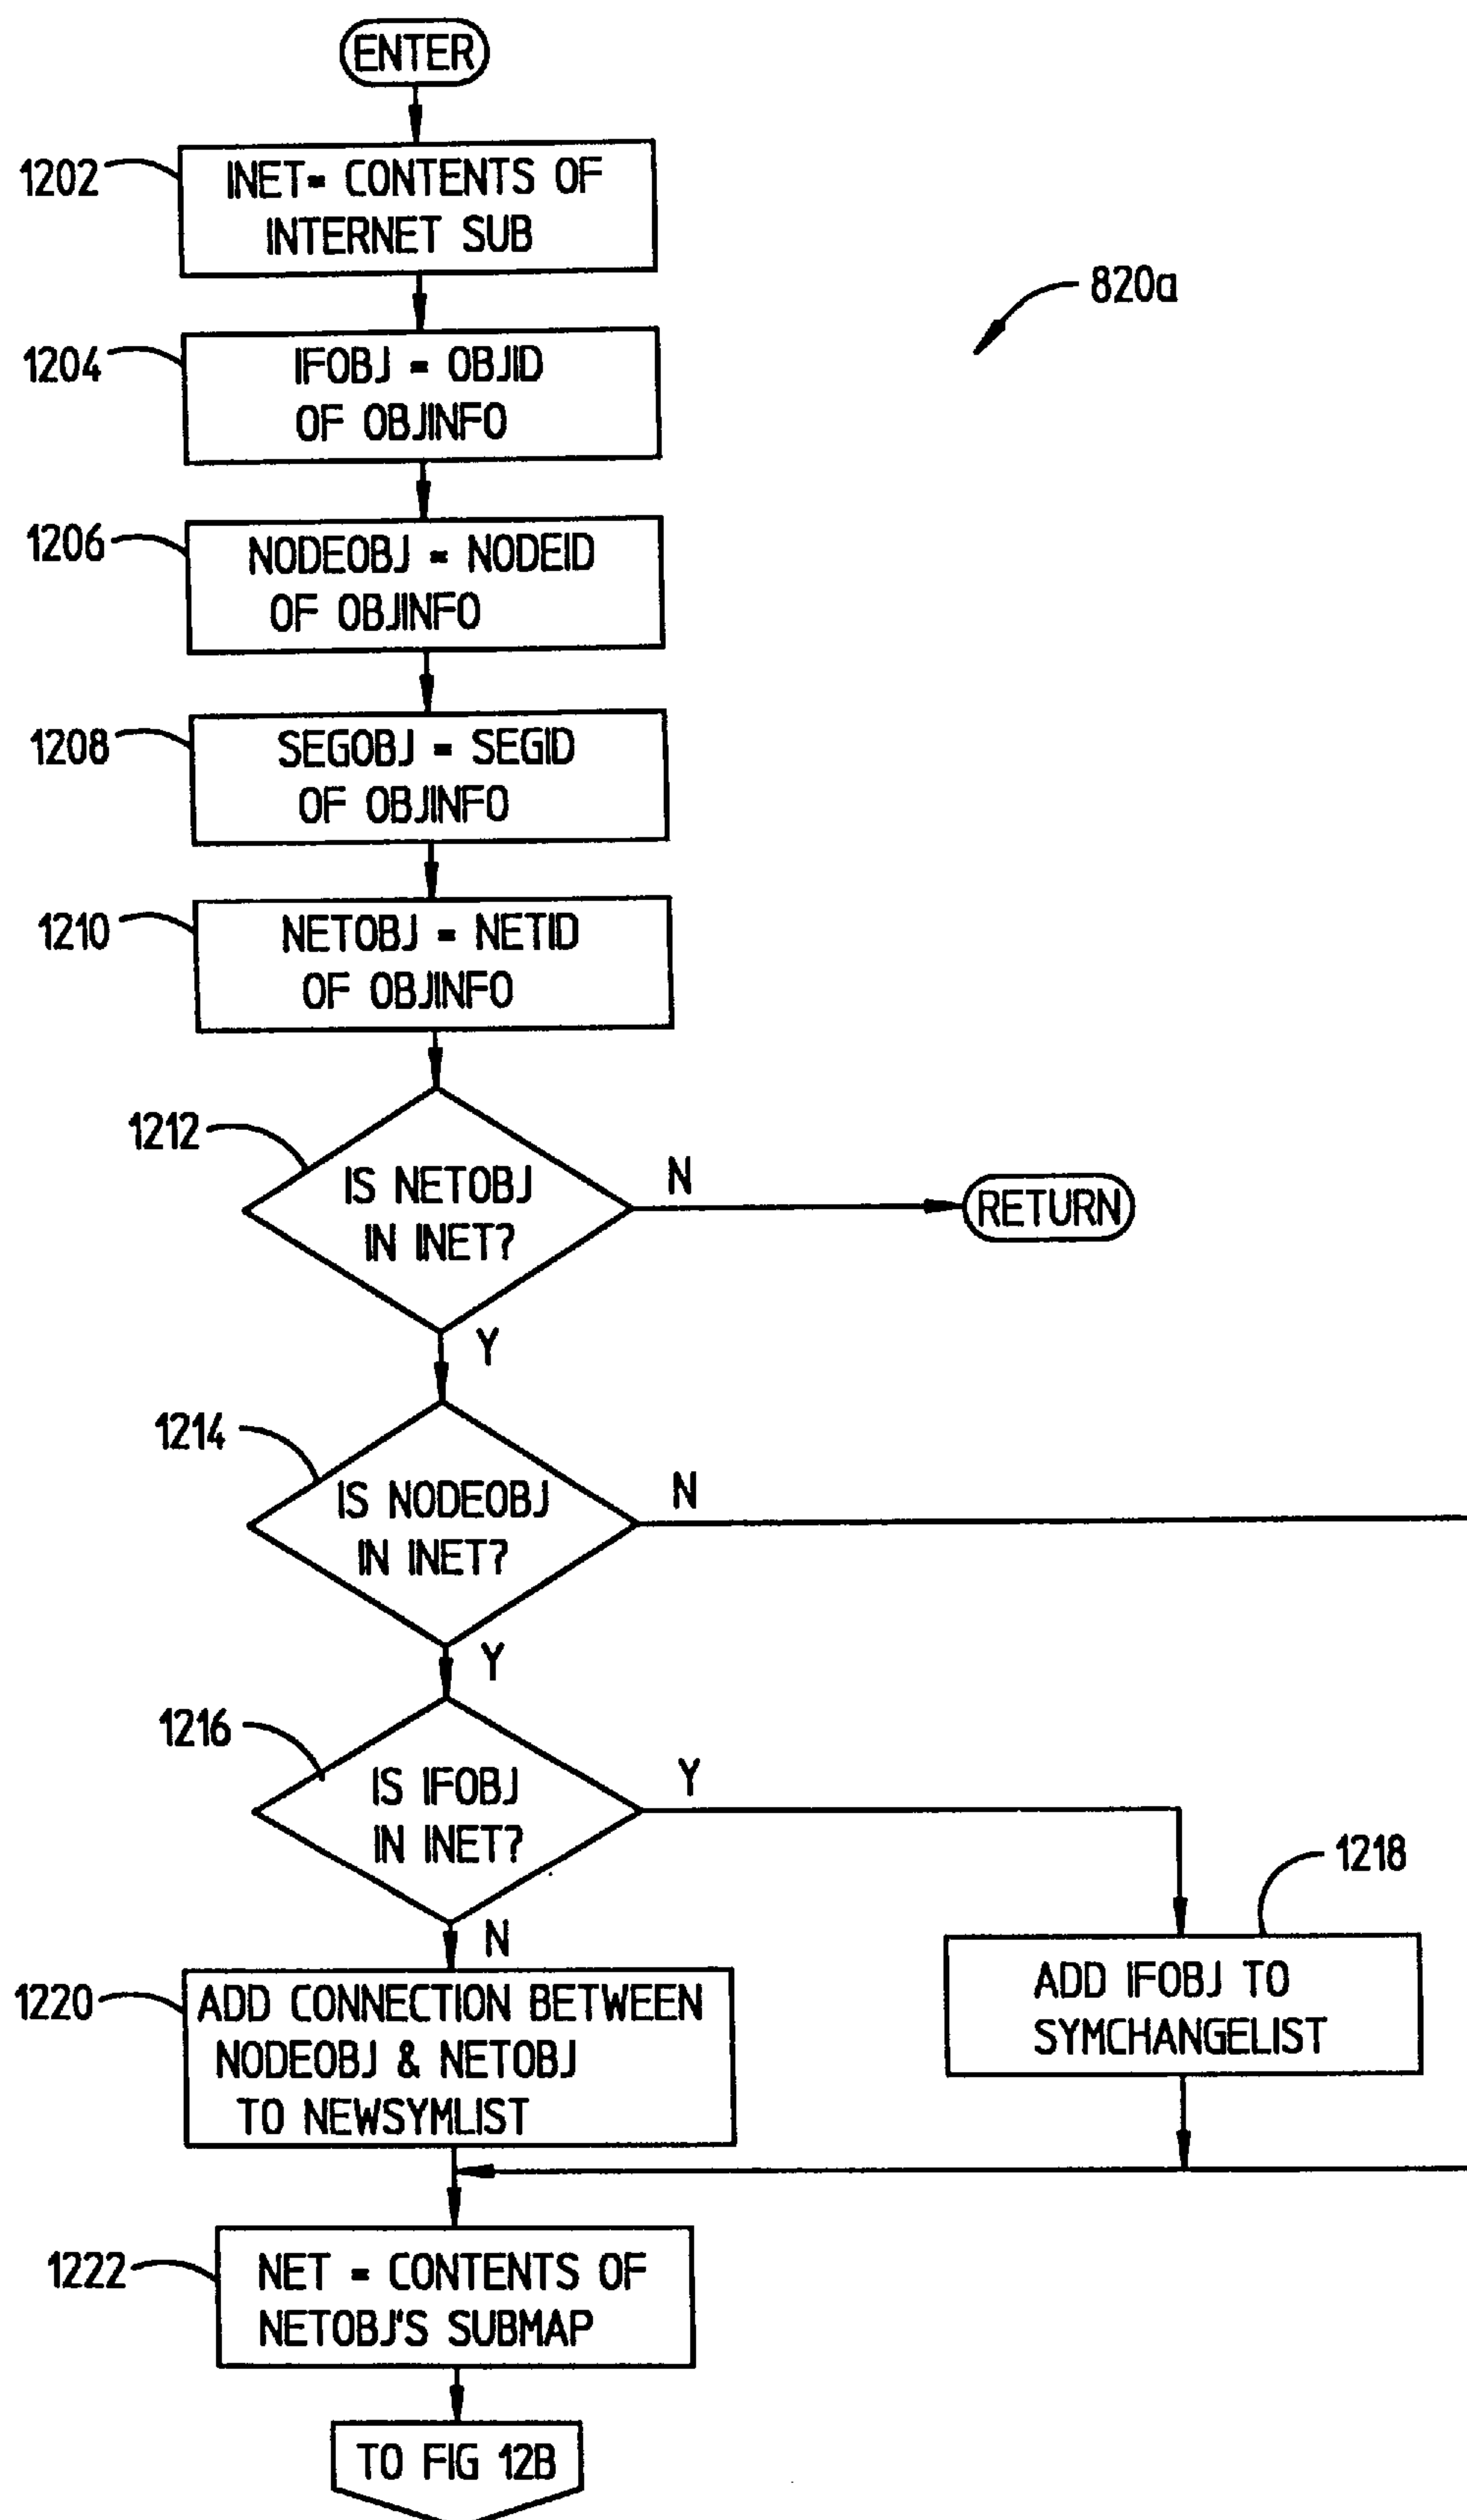 ENTER
1202
INET= CONTENTS OF
INTERNET SUB
820a
1204
IFOBJ = OBJID
OF OBJINFO
1206
NODEOBJ = NODEID
OF OBJINFO
1208
SEGOBJ = SEGID
OF OBJINFO
1210
NETOBJ = NETID
OF OBJINFO
1212
IS NETOBJ
IN INET?
N
RETURN
Y
1214
IS NODEOBJ
IN INET?
N
Y
1216
IS IFOBJ
IN INET?
Y
1218
N
ADD IFOBJ TO
SYMCHANGELIST
1220
ADD CONNECTION BETWEEN
NODEOBJ & NETOBJ
TO NEWSYMLIST
1222
NET = CONTENTS OF
NETOBJ'S SUBMAP
TO FIG 12B